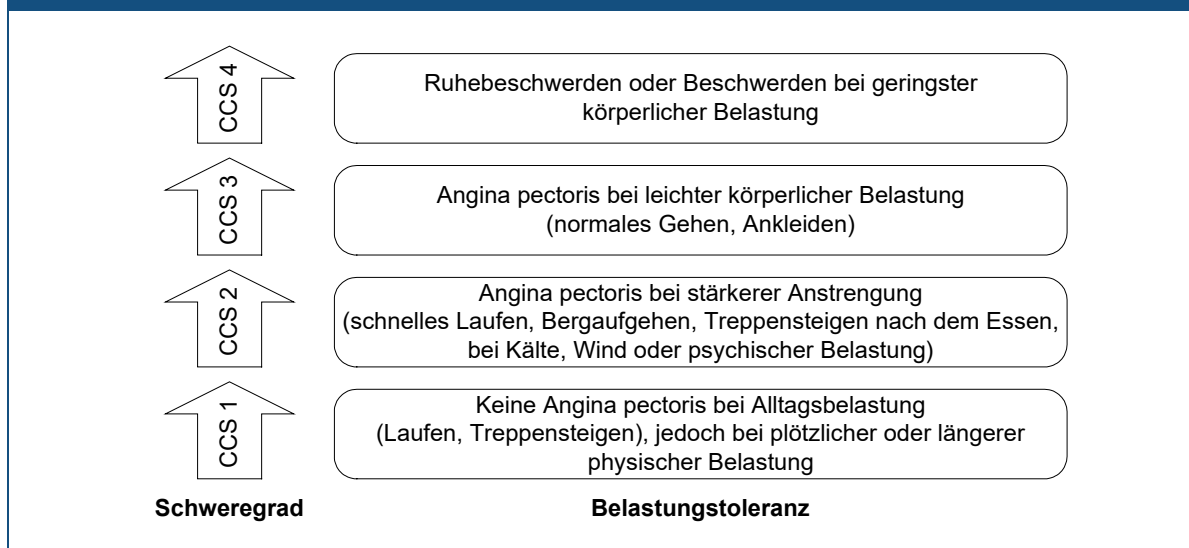 CCS 4
Ruhebeschwerden oder Beschwerden bei geringster
körperlicher Belastung
CCS 3
Angina pectoris bei leichter körperlicher Belastung
(normales Gehen, Ankleiden)
CCS 2
Angina pectoris bei stärkerer Anstrengung
(schnelles Laufen, Bergaufgehen, Treppensteigen nach dem Essen,
bei Kälte, Wind oder psychischer Belastung)
CCS 1
Keine Angina pectoris bei Alltagsbelastung
(Laufen, Treppensteigen), jedoch bei plötzlicher oder längerer
physischer Belastung
Schweregrad
Belastungstoleranz